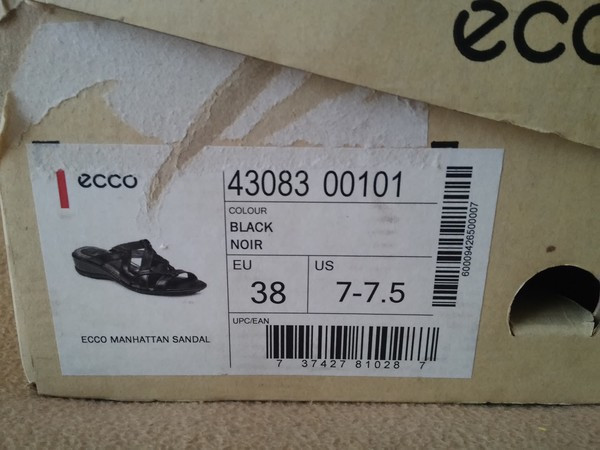 ecco
ecco
43083 00101
COLOUR
BLACK
NOIR
EU
38
US
7-7.5
ECCO MANHATTAN SANDAL
UPC/EAN
7 37427 81028 7
60009426500007